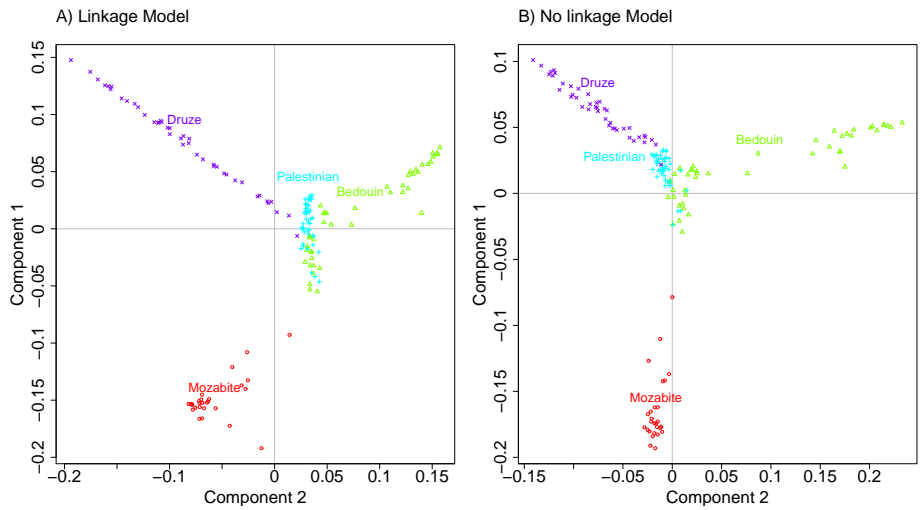 A) Linkage Model
B) No linkage Model
Component 1
0.15
0.1
0.05
0
−0.05
−0.1
−0.15
−0.2
Druze
Palestinian
Bedouin
Mozabite
−0.2
−0.1
0
0.05
0.1
0.15
Component 2
Component 1
0.1
0.05
0
−0.05
−0.1
−0.15
−0.2
Druze
Palestinian
Bedouin
Mozabite
−0.15
−0.05
0
0.05
0.1
0.15
0.2
Component 2